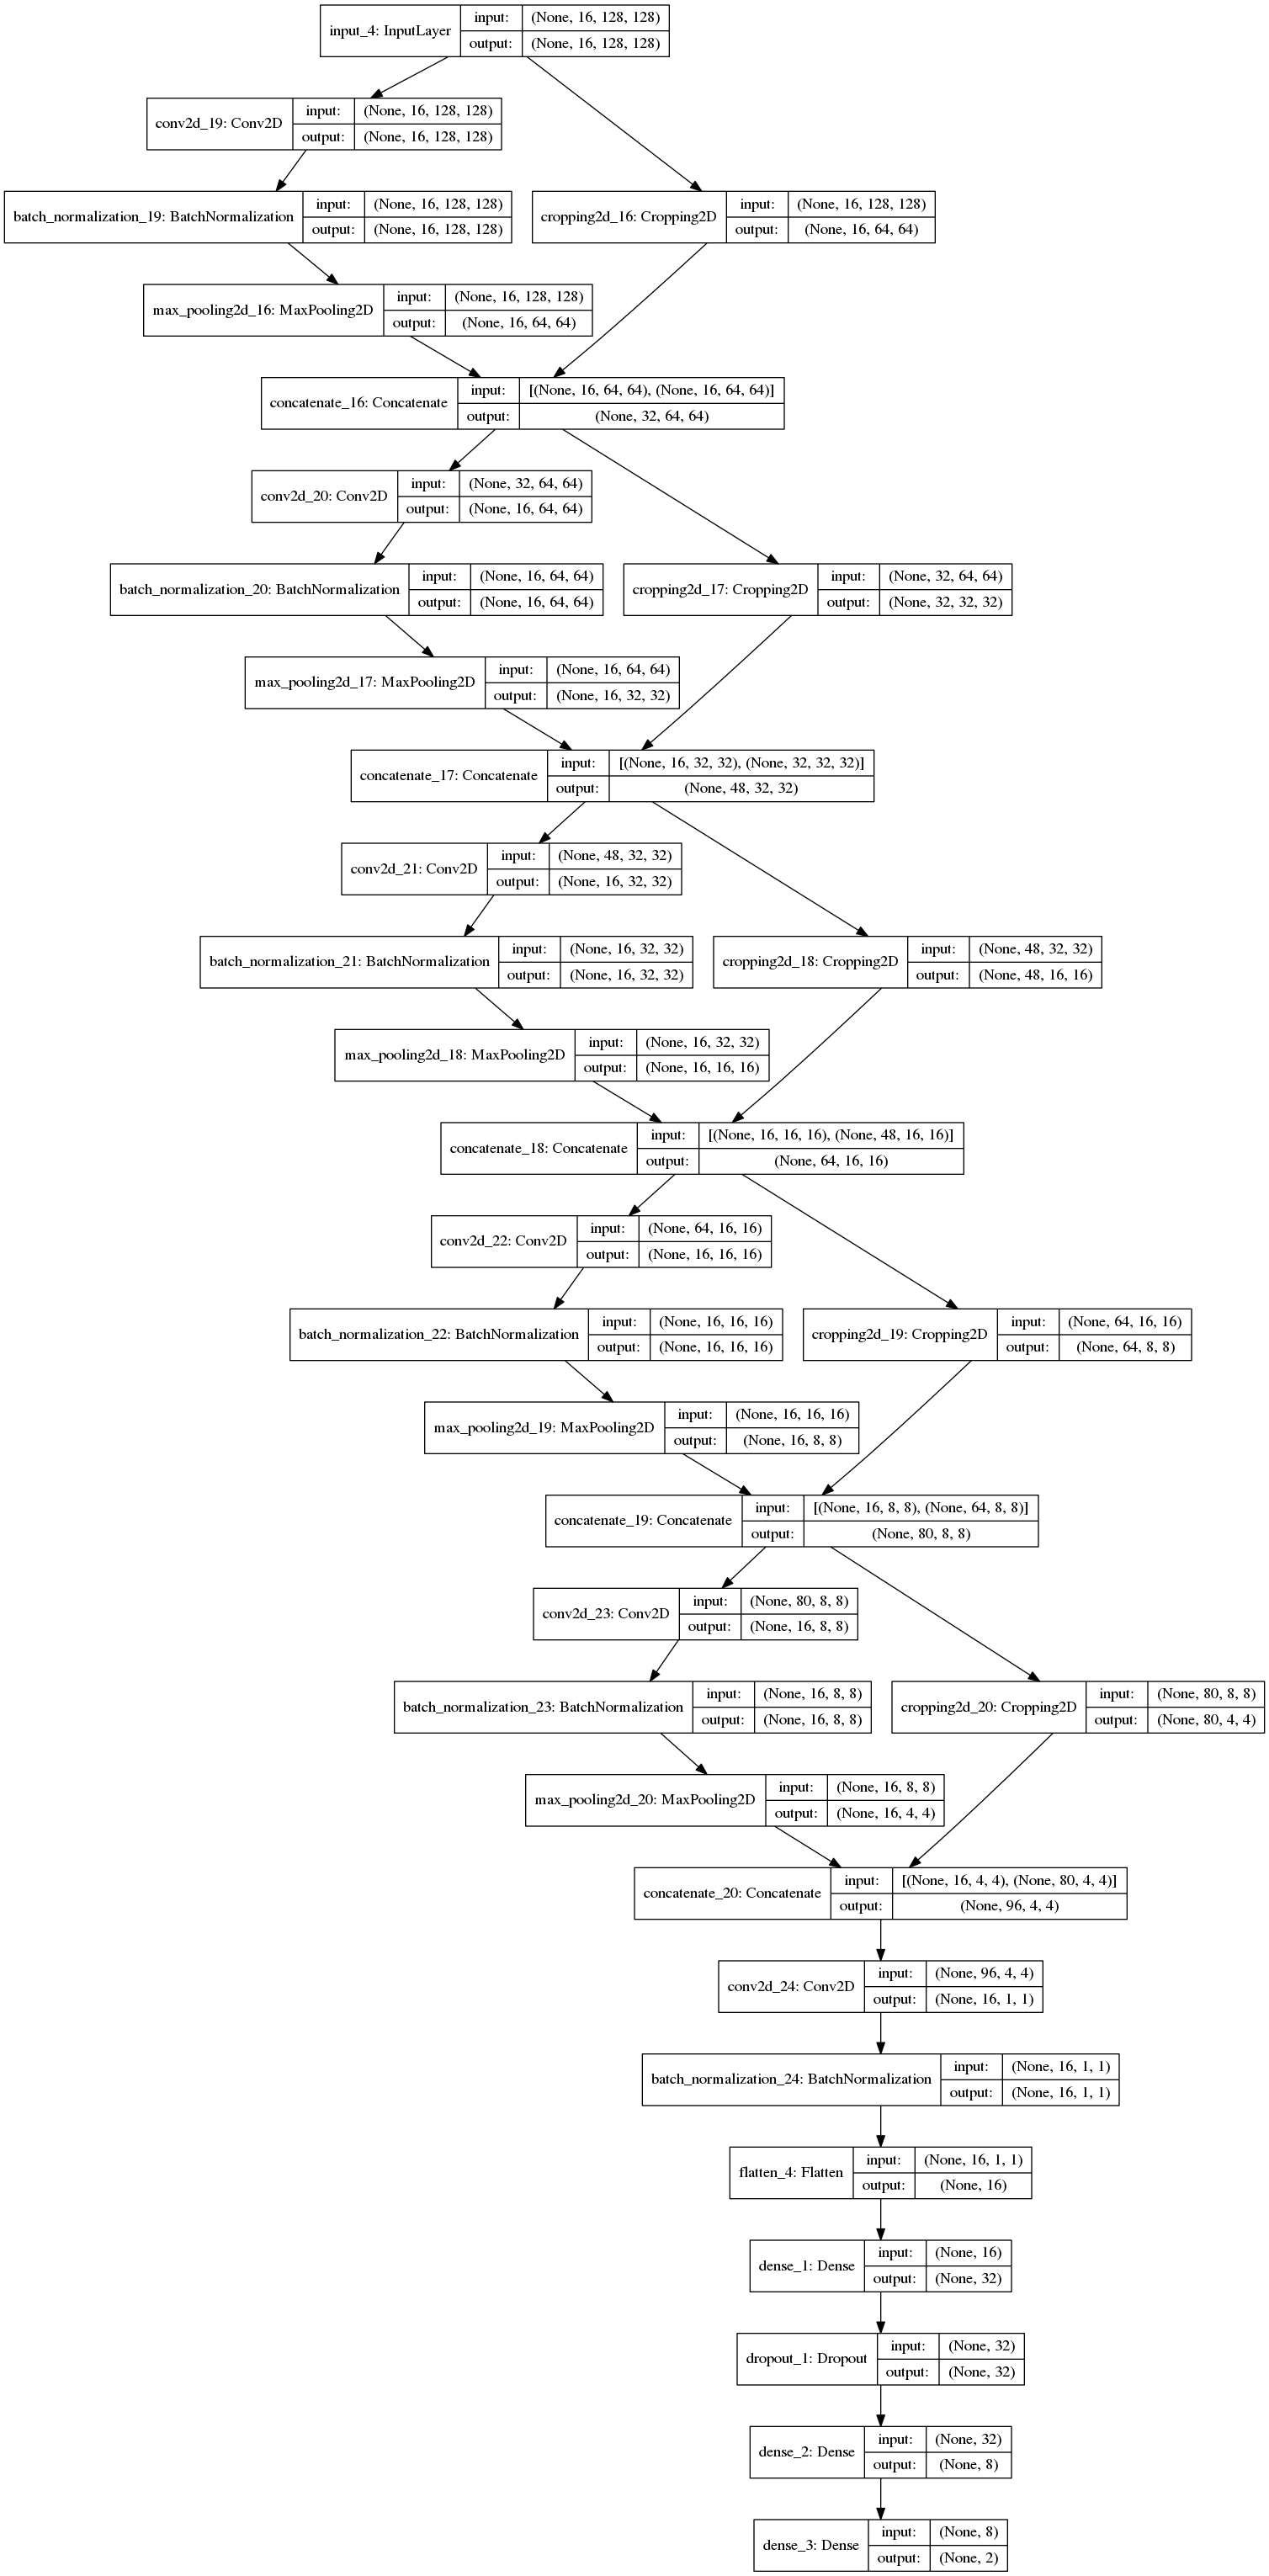 input_4: InputLayer
input: (None, 16, 128, 128)
output: (None, 16, 128, 128)
conv2d_19: Conv2D
input: (None, 16, 128, 128)
output: (None, 16, 128, 128)
batch_normalization_19: BatchNormalization
input: (None, 16, 128, 128)
output: (None, 16, 128, 128)
cropping2d_16: Cropping2D
input: (None, 16, 128, 128)
output: (None, 16, 64, 64)
max_pooling2d_16: MaxPooling2D
input: (None, 16, 128, 128)
output: (None, 16, 64, 64)
concatenate_16: Concatenate
input: [(None, 16, 64, 64), (None, 16, 64, 64)]
output: (None, 32, 64, 64)
conv2d_20: Conv2D
input: (None, 32, 64, 64)
output: (None, 16, 64, 64)
batch_normalization_20: BatchNormalization
input: (None, 16, 64, 64)
output: (None, 16, 64, 64)
cropping2d_17: Cropping2D
input: (None, 32, 64, 64)
output: (None, 32, 32, 32)
max_pooling2d_17: MaxPooling2D
input: (None, 16, 64, 64)
output: (None, 16, 32, 32)
concatenate_17: Concatenate
input: [(None, 16, 32, 32), (None, 32, 32, 32)]
output: (None, 48, 32, 32)
conv2d_21: Conv2D
input: (None, 48, 32, 32)
output: (None, 16, 32, 32)
batch_normalization_21: BatchNormalization
input: (None, 16, 32, 32)
output: (None, 16, 32, 32)
cropping2d_18: Cropping2D
input: (None, 48, 32, 32)
output: (None, 48, 16, 16)
max_pooling2d_18: MaxPooling2D
input: (None, 16, 32, 32)
output: (None, 16, 16, 16)
concatenate_18: Concatenate
input: [(None, 16, 16, 16), (None, 48, 16, 16)]
output: (None, 64, 16, 16)
conv2d_22: Conv2D
input: (None, 64, 16, 16)
output: (None, 16, 16, 16)
batch_normalization_22: BatchNormalization
input: (None, 16, 16, 16)
output: (None, 16, 16, 16)
cropping2d_19: Cropping2D
input: (None, 64, 16, 16)
output: (None, 64, 8, 8)
max_pooling2d_19: MaxPooling2D
input: (None, 16, 16, 16)
output: (None, 16, 8, 8)
concatenate_19: Concatenate
input: [(None, 16, 8, 8), (None, 64, 8, 8)]
output: (None, 80, 8, 8)
conv2d_23: Conv2D
input: (None, 80, 8, 8)
output: (None, 16, 8, 8)
batch_normalization_23: BatchNormalization
input: (None, 16, 8, 8)
output: (None, 16, 8, 8)
cropping2d_20: Cropping2D
input: (None, 80, 8, 8)
output: (None, 80, 4, 4)
max_pooling2d_20: MaxPooling2D
input: (None, 16, 8, 8)
output: (None, 16, 4, 4)
concatenate_20: Concatenate
input: [(None, 16, 4, 4), (None, 80, 4, 4)]
output: (None, 96, 4, 4)
conv2d_24: Conv2D
input: (None, 96, 4, 4)
output: (None, 16, 1, 1)
batch_normalization_24: BatchNormalization
input: (None, 16, 1, 1)
output: (None, 16, 1, 1)
flatten_4: Flatten
input: (None, 16, 1, 1)
output: (None, 16)
dense_1: Dense
input: (None, 16)
output: (None, 32)
dropout_1: Dropout
input: (None, 32)
output: (None, 32)
dense_2: Dense
input: (None, 32)
output: (None, 8)
dense_3: Dense
input: (None, 8)
output: (None, 2)